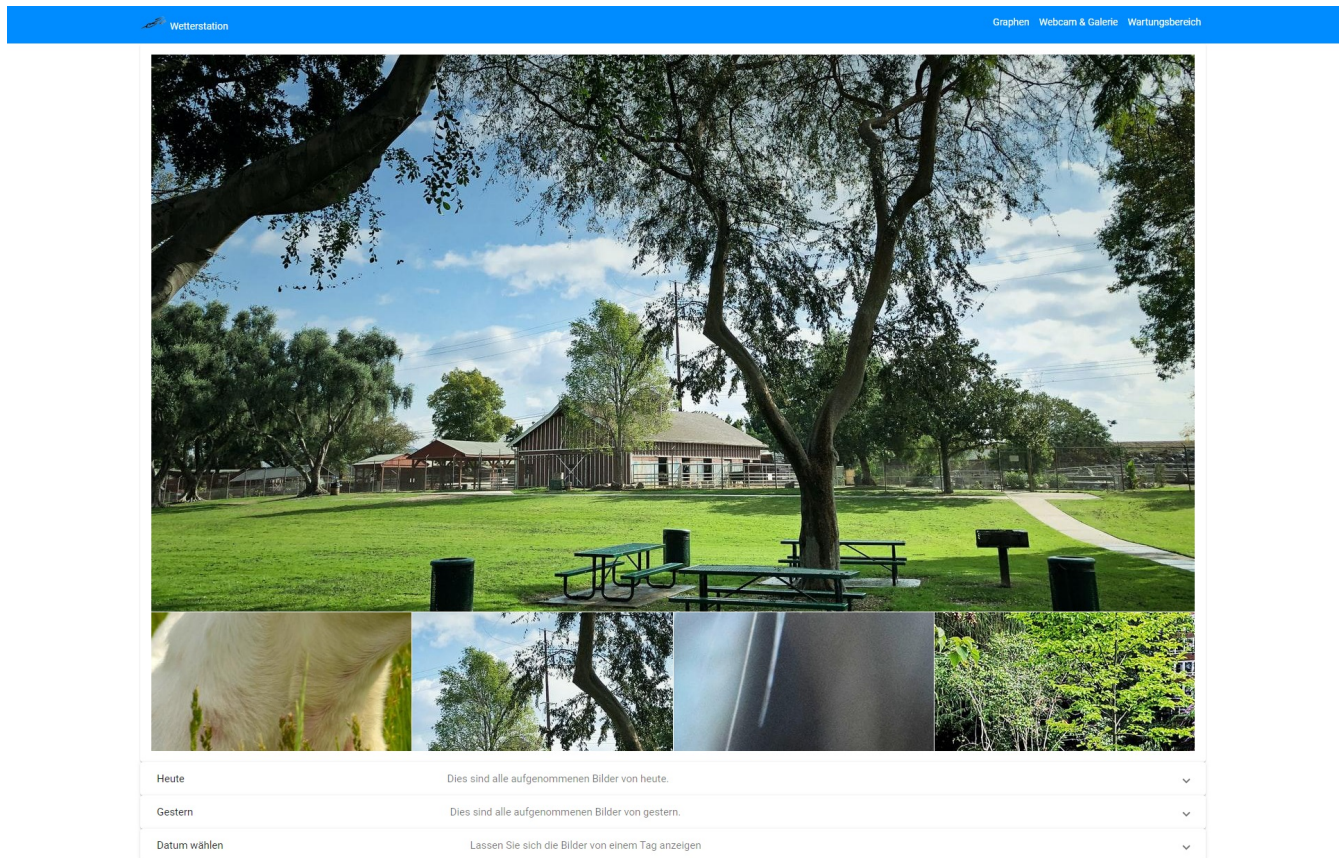 Wetterstation
Graphen Webcam & Galerie Wartungsbereich
Heute Dies sind alle aufgenommenen Bilder von heute.
Gestern Dies sind alle aufgenommenen Bilder von gestern.
Datum wählen Lassen Sie sich die Bilder von einem Tag anzeigen